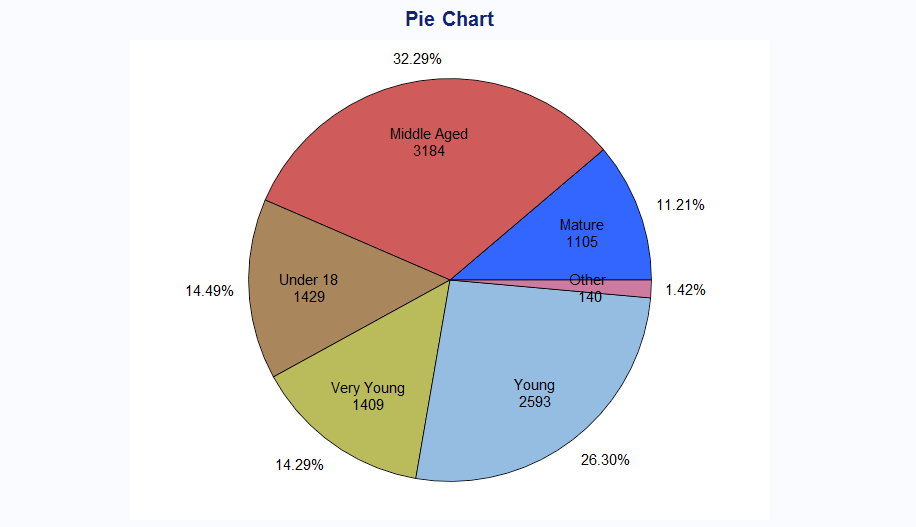 Pie Chart
32.29%
Middle Aged
3184
11.21%
Mature
1105
Other
140
1.42%
14.49%
Under 18
1429
Very Young
1409
Young
2593
14.29%
26.30%